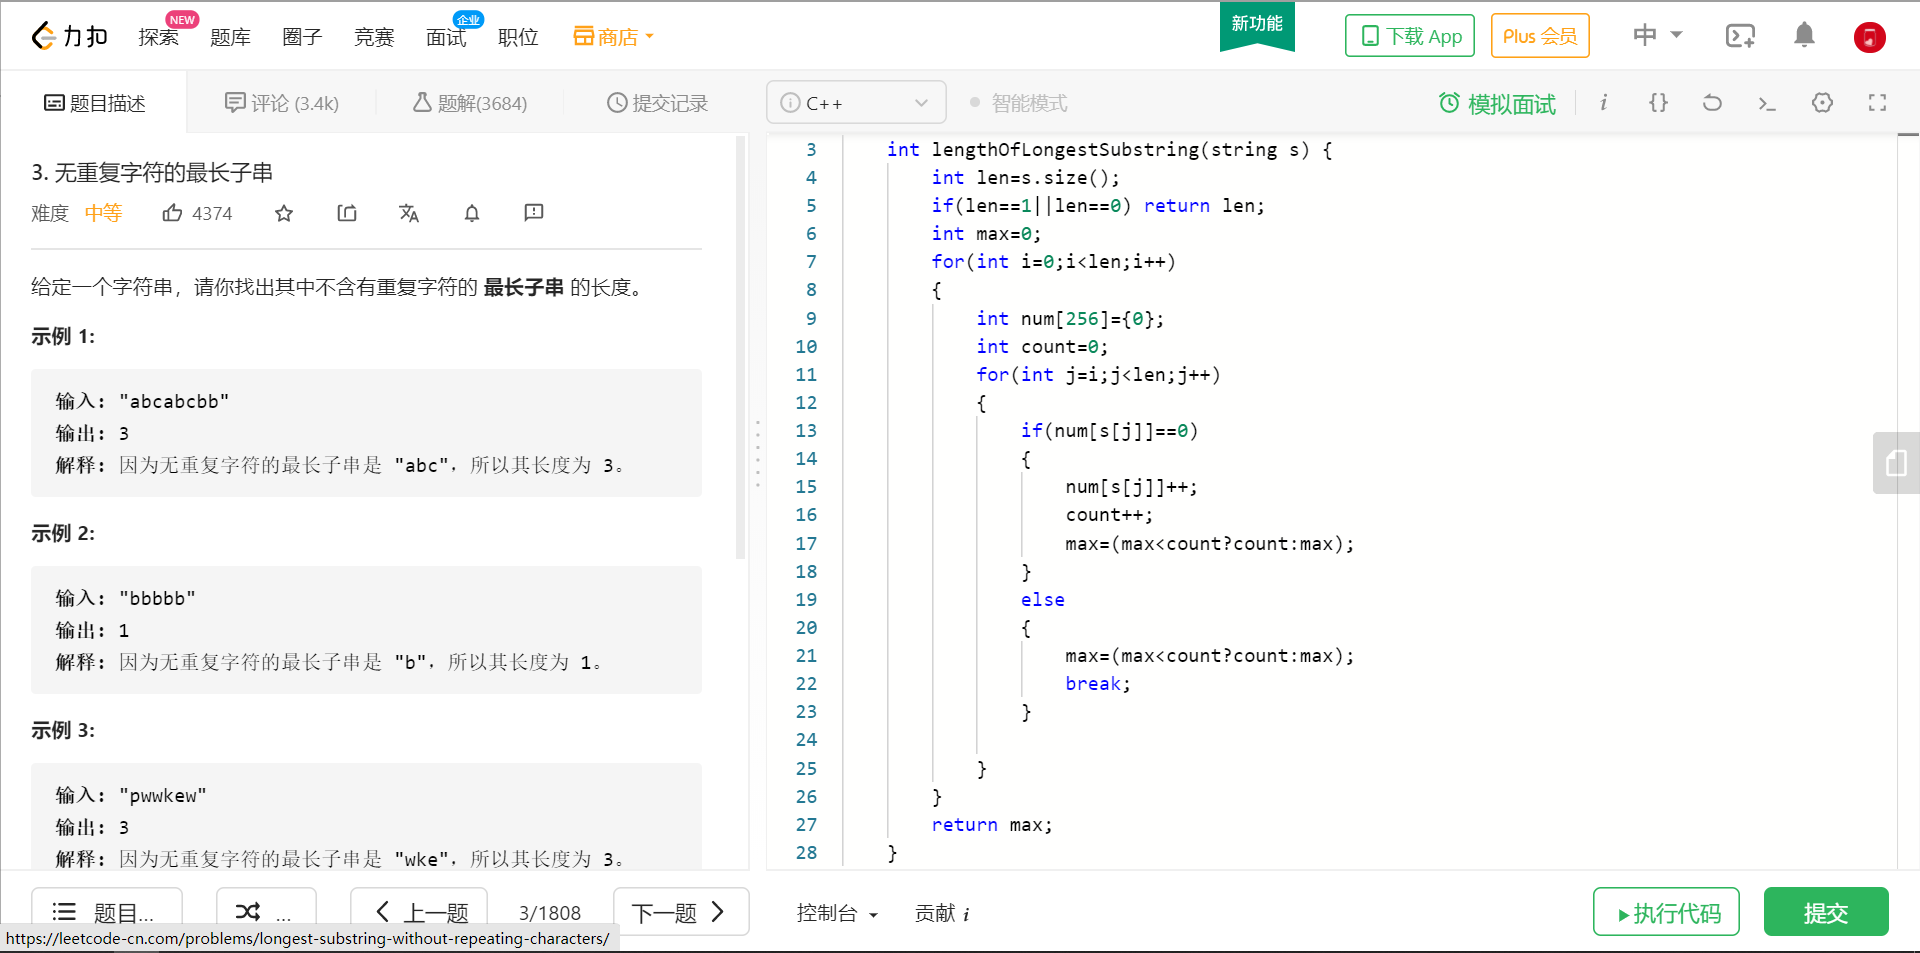 力扣
探索
NEW
题库
圈子
竞赛
面试
企业
职位
商店
新功能
下载 App
Plus 会员
中
题目描述
评论 (3.4k)
题解(3684)
提交记录
C++
智能模式
模拟面试
i
{}
3. 无重复字符的最长子串
难度
中等
4374
给定一个字符串，请你找出其中不含有重复字符的 最长子串 的长度。
示例 1:
输入: "abcabcbb"
输出: 3
解释: 因为无重复字符的最长子串是 "abc"，所以其长度为 3。
示例 2:
输入: "bbbbb"
输出: 1
解释: 因为无重复字符的最长子串是 "b"，所以其长度为 1。
示例 3:
输入: "pwwkew"
输出: 3
解释: 因为无重复字符的最长子串是 "wke"，所以其长度为 3。
3 int lengthOfLongestSubstring(string s) {
4 int len=s.size();
5 if(len==1||len==0) return len;
6 int max=0;
7 for(int i=0;i<len;i++)
8 {
9 int num[256]={0};
10 int count=0;
11 for(int j=i;j<len;j++)
12 {
13 if(num[s[j]]==0)
14 {
15 num[s[j]]++;
16 count++;
17 max=(max<count?count:max);
18 }
19 else
20 {
21 max=(max<count?count:max);
22 break;
23 }
24
25 }
26 }
27 return max;
28 }
题目...
...
上一题
3/1808
下一题
控制台
贡献 i
执行代码
提交
https://leetcode-cn.com/problems/longest-substring-without-repeating-characters/